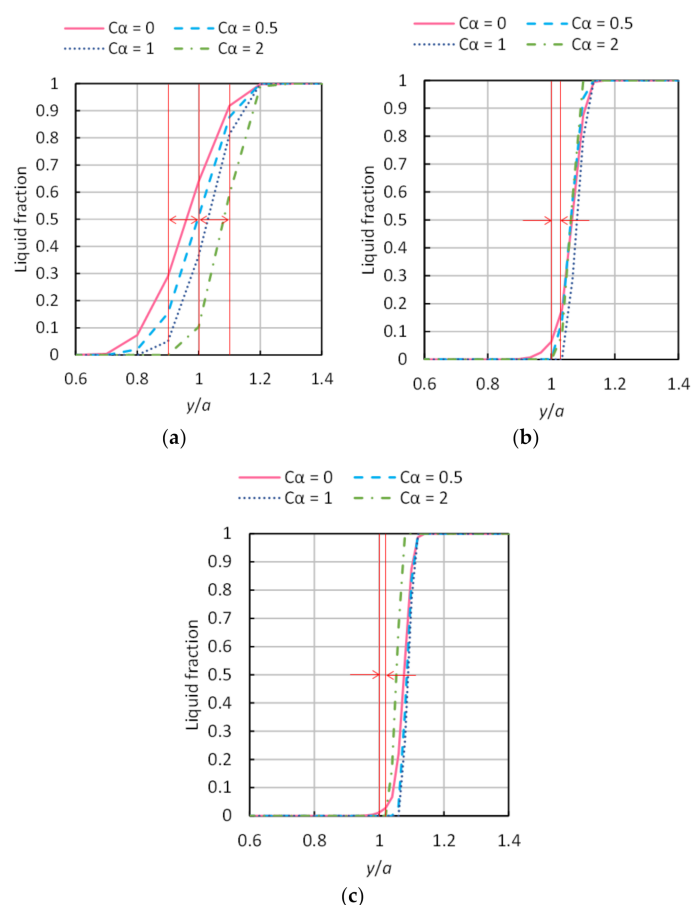 Cα = 0 Cα = 0.5
Cα = 1 Cα = 2
Liquid fraction
1
0.9
0.8
0.7
0.6
0.5
0.4
0.3
0.2
0.1
0
0.6 0.8 1 1.2 1.4
y/a
(a)
Cα = 0 Cα = 0.5
Cα = 1 Cα = 2
Liquid fraction
1
0.9
0.8
0.7
0.6
0.5
0.4
0.3
0.2
0.1
0
0.6 0.8 1 1.2 1.4
y/a
(b)
Cα = 0 Cα = 0.5
Cα = 1 Cα = 2
Liquid fraction
1
0.9
0.8
0.7
0.6
0.5
0.4
0.3
0.2
0.1
0
0.6 0.8 1 1.2 1.4
y/a
(c)